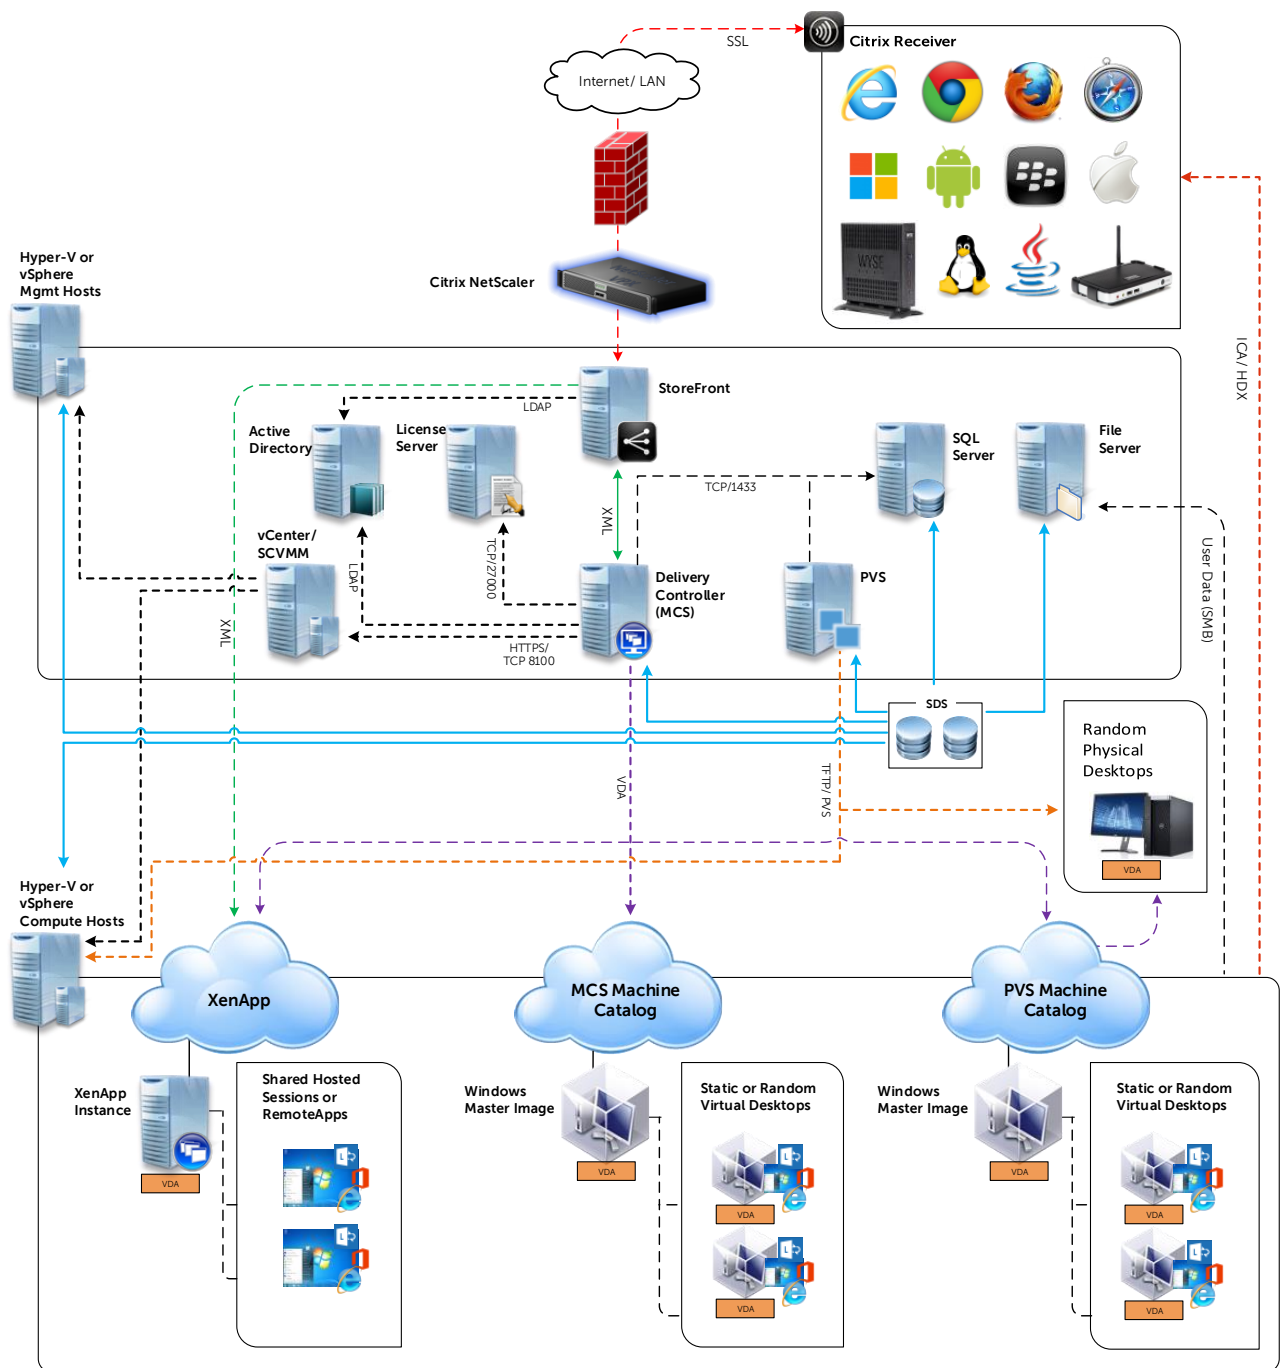 SSL
Citrix Receiver
Internet/ LAN
WYSE
Hyper-V or
vSphere
Mgmt Hosts
Citrix NetScaler
VPX
ICA / HDX
StoreFront
LDAP
Active
Directory
License
Server
SQL
Server
File
Server
TCP/1433
XML
vCenter/
SCVMM
LDAP
TCP/27000
Delivery
Controller
(MCS)
PVS
User Data (SMB)
XML
HTTPS/
TCP 8100
SDS
Random
Physical
Desktops
VDA
TFTP/ PVS
VDA
Hyper-V or
vSphere
Compute Hosts
XenApp
MCS Machine
Catalog
PVS Machine
Catalog
XenApp
Instance
VDA
Shared Hosted
Sessions or
RemoteApps
Windows
Master Image
VDA
Static or Random
Virtual Desktops
VDA
VDA
Windows
Master Image
VDA
Static or Random
Virtual Desktops
VDA
VDA